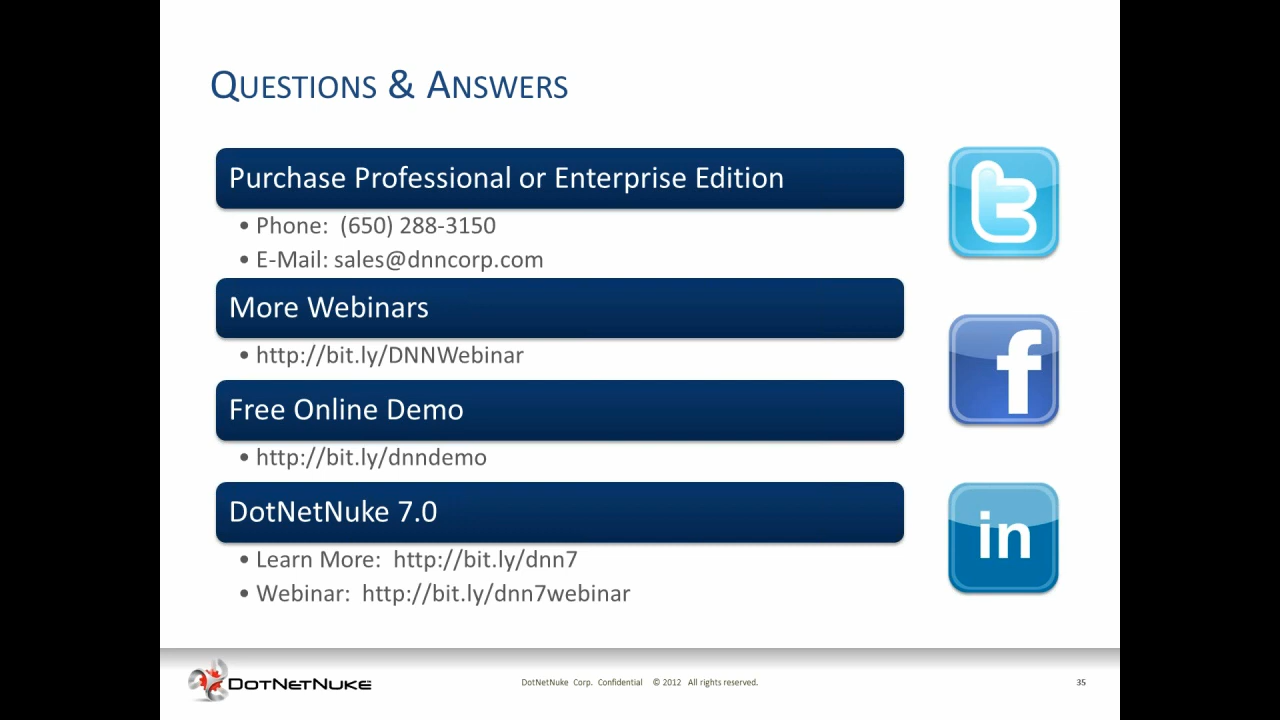 Questions & Answers
Purchase Professional or Enterprise Edition
• Phone: (650) 288-3150
• E-Mail: sales@dnncorp.com
More Webinars
• http://bit.ly/DNNWebinar
Free Online Demo
• http://bit.ly/dnndemo
DotNetNuke 7.0
• Learn More: http://bit.ly/dnn7
• Webinar: http://bit.ly/dnn7webinar
t
f
in
DotNetNuke
DotNetNuke Corp. Confidential © 2012 All rights reserved.
35